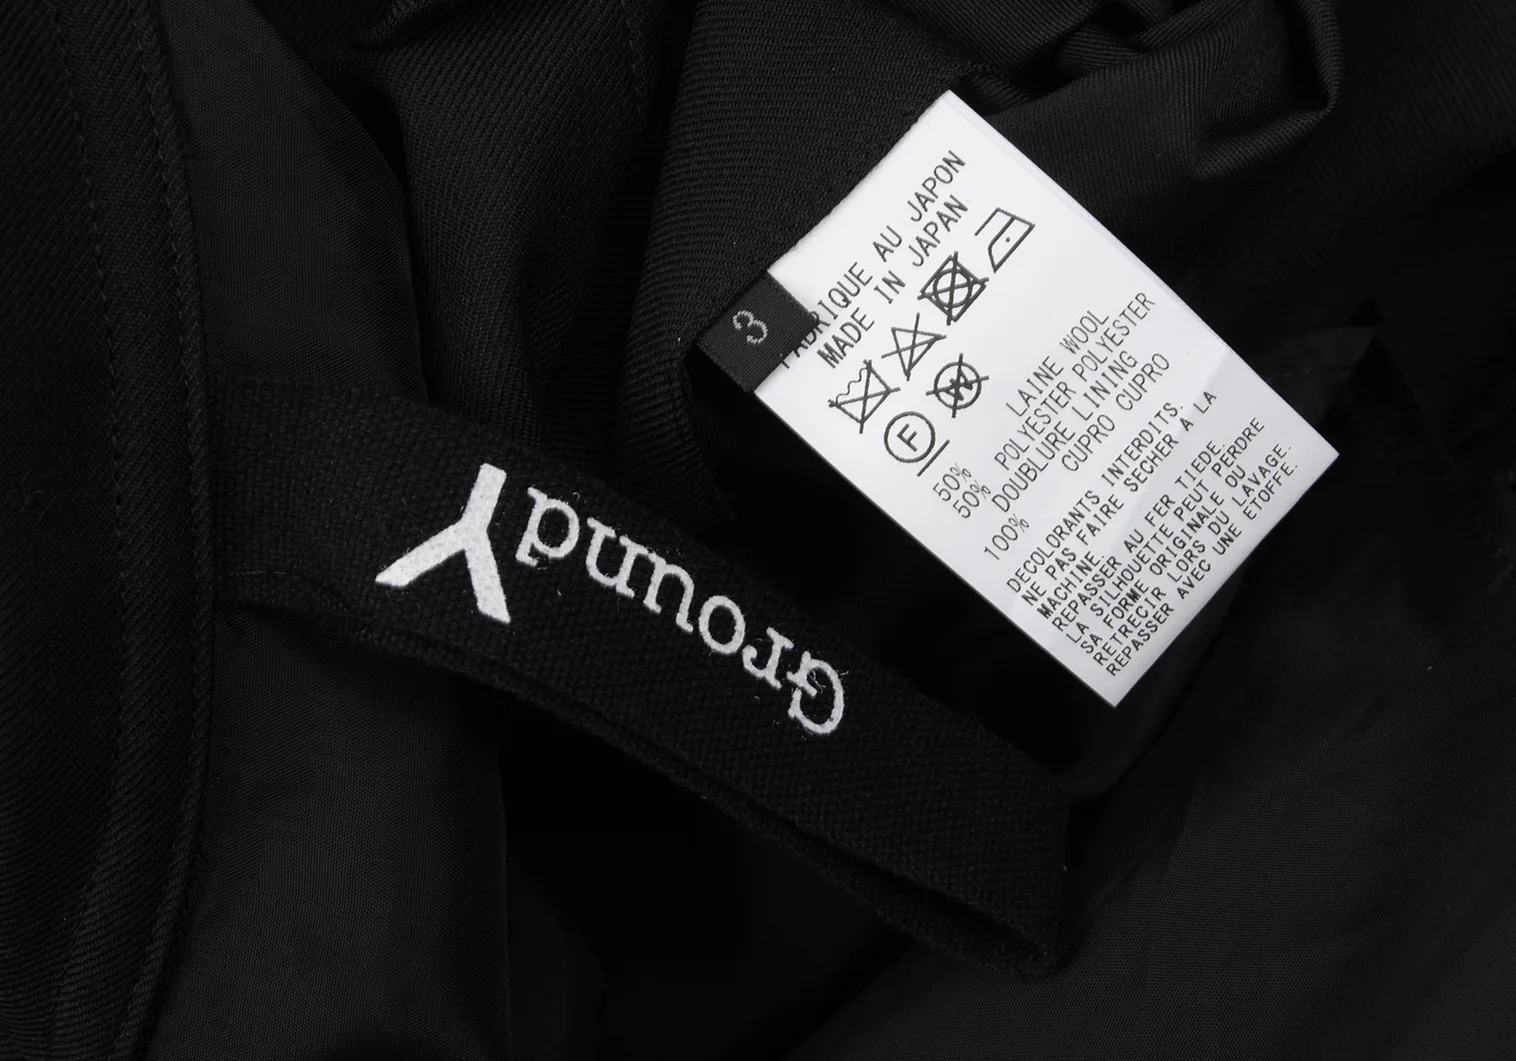 Ground Y
3
FABRIQUE AU JAPON
MADE IN JAPAN
W
F
50% LAINE WOOL
50% POLYESTER POLYESTER
DOUBLURE LINING
100% CUPRO CUPRO
DECOLORANTS INTERDITS.
NE PAS FAIRE SECHER A LA
MACHINE.
REPASSER AU FER TIEDE.
LA SILHOUETTE PEUT PERDRE
SA FORME ORIGINALE OU
RETRECIR LORS DU LAVAGE.
REPASSER AVEC UNE ETOFFE.